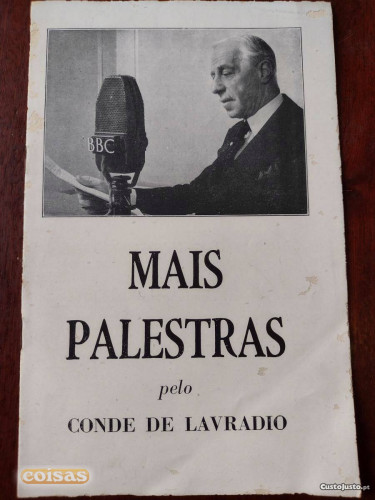 BBC
MAIS
PALESTRAS
pelo
CONDE DE LAVRADIO
coisas
CustoJusto.pt